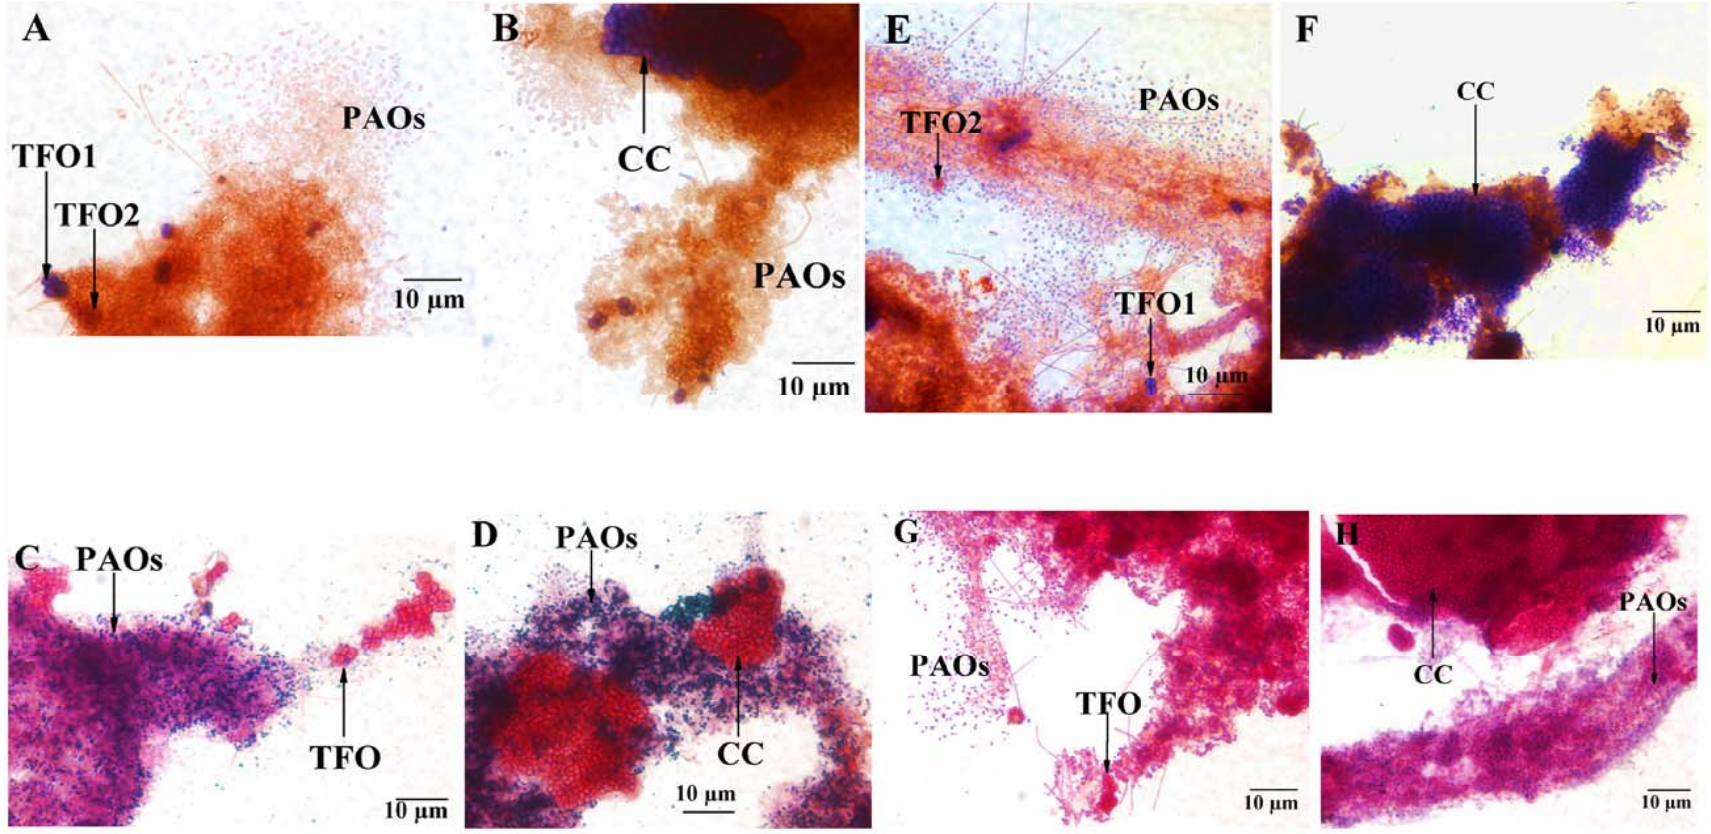 A
PAOs
TFO1
TFO2
10 μm
B
CC
PAOs
10 μm
E
PAOs
TFO2
TFO1
10 μm
F
CC
10 μm
C
PAOs
TFO
10 μm
D
PAOs
CC
10 μm
G
PAOs
TFO
10 μm
H
PAOs
CC
10 μm